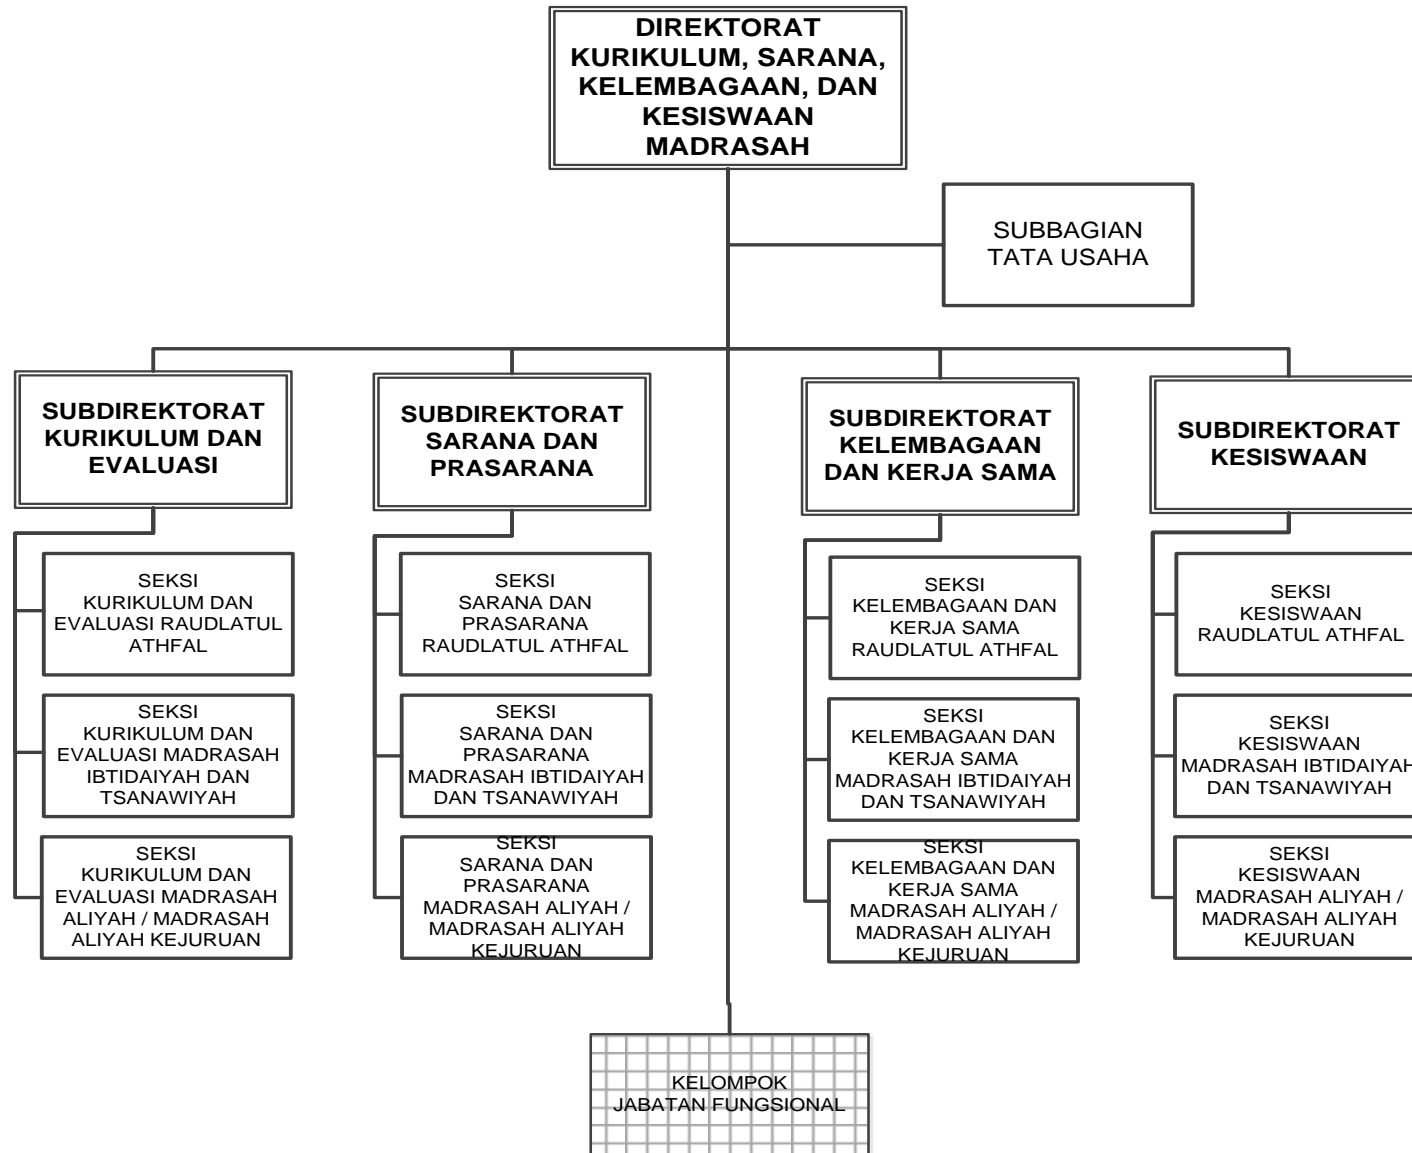 DIREKTORAT
KURIKULUM, SARANA,
KELEMBAGAAN, DAN
KESISWAAN
MADRASAH
SUBBAGIAN
TATA USAHA
SUBDIREKTORAT
KURIKULUM DAN
EVALUASI
SUBDIREKTORAT
SARANA DAN
PRASARANA
SUBDIREKTORAT
KELEMBAGAAN
DAN KERJA SAMA
SUBDIREKTORAT
KESISWAAN
SEKSI
KURIKULUM DAN
EVALUASI RAUDLATUL
ATHFAL
SEKSI
SARANA DAN
PRASARANA
RAUDLATUL ATHFAL
SEKSI
KELEMBAGAAN DAN
KERJA SAMA
RAUDLATUL ATHFAL
SEKSI
KESISWAAN
RAUDLATUL ATHFAL
SEKSI
KURIKULUM DAN
EVALUASI MADRASAH
IBTIDAIYAH DAN
TSANAWIYAH
SEKSI
SARANA DAN
PRASARANA
MADRASAH IBTIDAIYAH
DAN TSANAWIYAH
SEKSI
KELEMBAGAAN DAN
KERJA SAMA
MADRASAH IBTIDAIYAH
DAN TSANAWIYAH
SEKSI
KESISWAAN
MADRASAH IBTIDAIYAH
DAN TSANAWIYAH
SEKSI
KURIKULUM DAN
EVALUASI MADRASAH
ALIYAH / MADRASAH
ALIYAH KEJURUAN
SEKSI
SARANA DAN
PRASARANA
MADRASAH ALIYAH /
MADRASAH ALIYAH
KEJURUAN
SEKSI
KELEMBAGAAN DAN
KERJA SAMA
MADRASAH ALIYAH /
MADRASAH ALIYAH
KEJURUAN
SEKSI
KESISWAAN
MADRASAH ALIYAH /
MADRASAH ALIYAH
KEJURUAN
KELOMPOK
JABATAN FUNGSIONAL